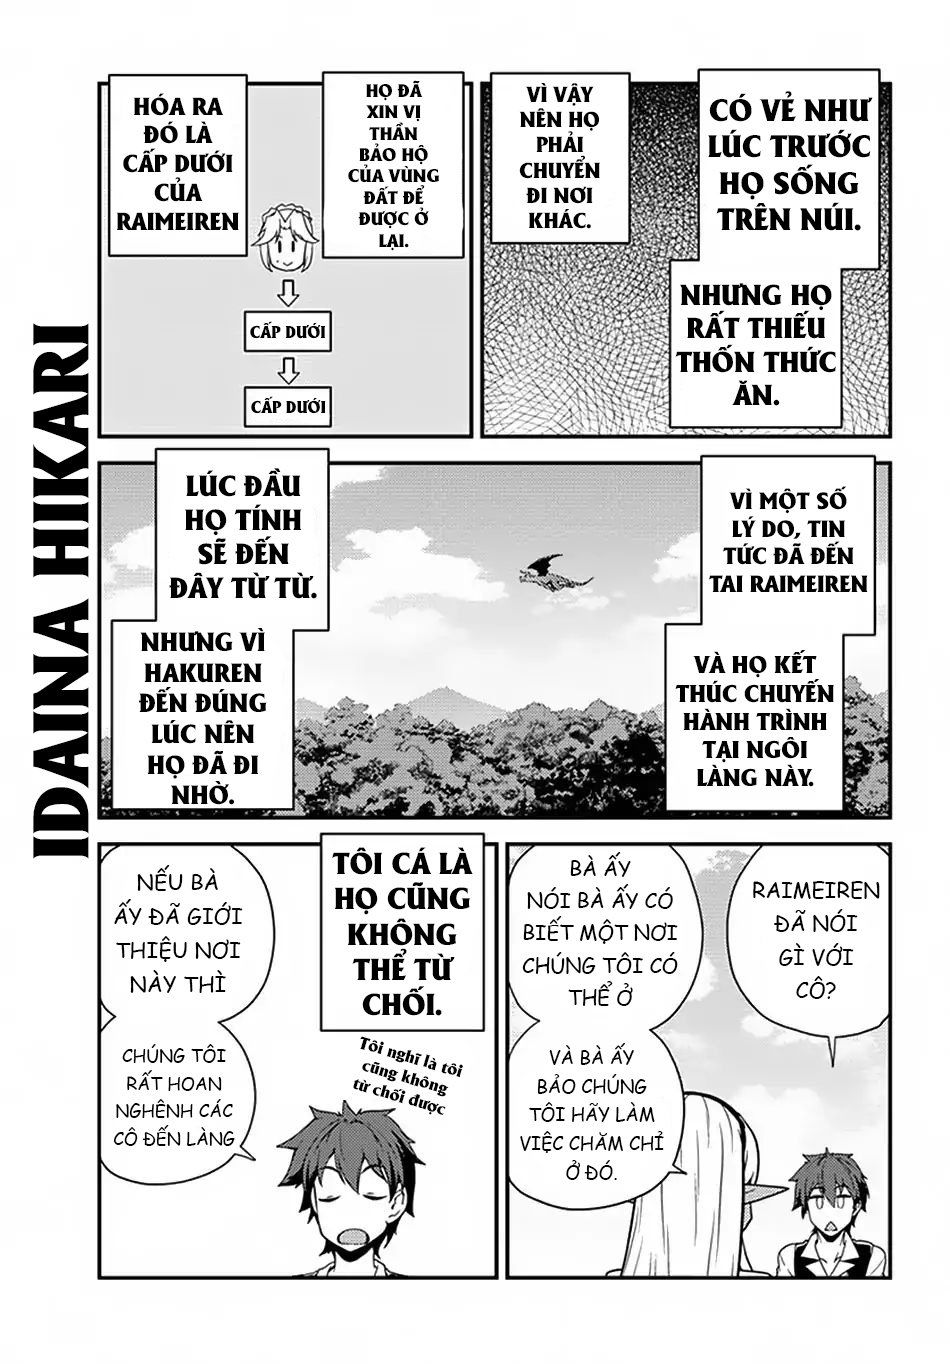 CÓ VẺ NHƯ
LÚC TRƯỚC
HỌ SỐNG
TRÊN NÚI.
NHƯNG HỌ
RẤT THIẾU
THỐN THỨC
ĂN.
VÌ VẬY
NÊN HỌ
PHẢI
CHUYỂN
ĐI NƠI
KHÁC.
HỌ ĐÃ
XIN VỊ
THẦN
BẢO HỘ
CỦA VÙNG
ĐẤT ĐỂ
ĐƯỢC Ở
LẠI.
HÓA RA
ĐÓ LÀ
CẤP DƯỚI
CỦA
RAIMEIREN
CẤP DƯỚI
CẤP DƯỚI
IDAINA HIKARI
VÌ MỘT SỐ
LÝ DO, TIN
TỨC ĐÃ ĐẾN
TAI RAIMEIREN
VÀ HỌ KẾT
THÚC CHUYẾN
HÀNH TRÌNH
TẠI NGÔI
LÀNG NÀY.
LÚC ĐẦU
HỌ TÍNH
SẼ ĐẾN
ĐÂY TỪ TỪ.
NHƯNG VÌ
HAKUREN
ĐẾN ĐÚNG
LÚC NÊN
HỌ ĐÃ ĐI
NHỜ.
RAIMEIREN
ĐÃ NÓI
GÌ VỚI
CÔ?
BÀ ẤY
NÓI BÀ ẤY CÓ
BIẾT MỘT NƠI
CHÚNG TÔI CÓ
THỂ Ở
VÀ BÀ ẤY
BẢO CHÚNG
TÔI HÃY LÀM
VIỆC CHĂM CHỈ
Ở ĐÓ.
TÔI CÁ LÀ
HỌ CŨNG
KHÔNG
THỂ TỪ
CHỐI.
Tôi nghĩ là tôi
cũng không
từ chối được
NẾU BÀ
ẤY ĐÃ GIỚI
THIỆU NƠI
NÀY THÌ
CHÚNG TÔI
RẤT HOAN
NGHÊNH CÁC
CÔ ĐẾN LÀNG